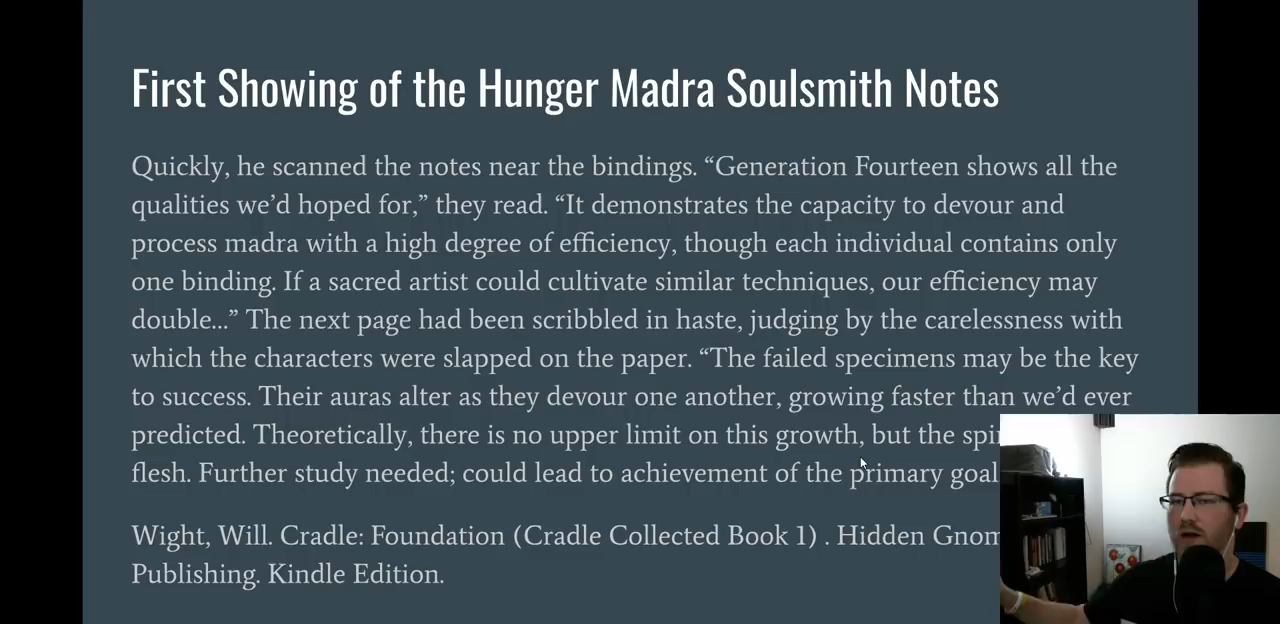 First Showing of the Hunger Madra Soulsmith Notes
Quickly, he scanned the notes near the bindings. “Generation Fourteen shows all the
qualities we’d hoped for,” they read. “It demonstrates the capacity to devour and
process madra with a high degree of efficiency, though each individual contains only
one binding. If a sacred artist could cultivate similar techniques, our efficiency may
double...” The next page had been scribbled in haste, judging by the carelessness with
which the characters were slapped on the paper. “The failed specimens may be the key
to success. Their auras alter as they devour one another, growing faster than we’d ever
predicted. Theoretically, there is no upper limit on this growth, but the
flesh. Further study needed; could lead to achievement of the primary goal
Wight, Will. Cradle: Foundation (Cradle Collected Book 1) . Hidden
Publishing. Kindle Edition.